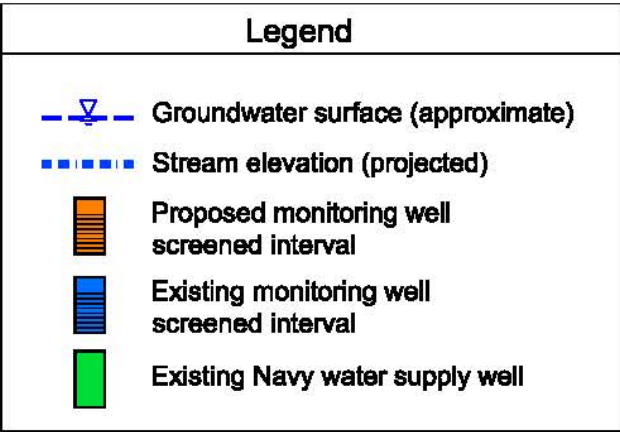 Legend
Groundwater surface (approximate)
Stream elevation (projected)
Proposed monitoring well
screened interval
Existing monitoring well
screened interval
Existing Navy water supply well